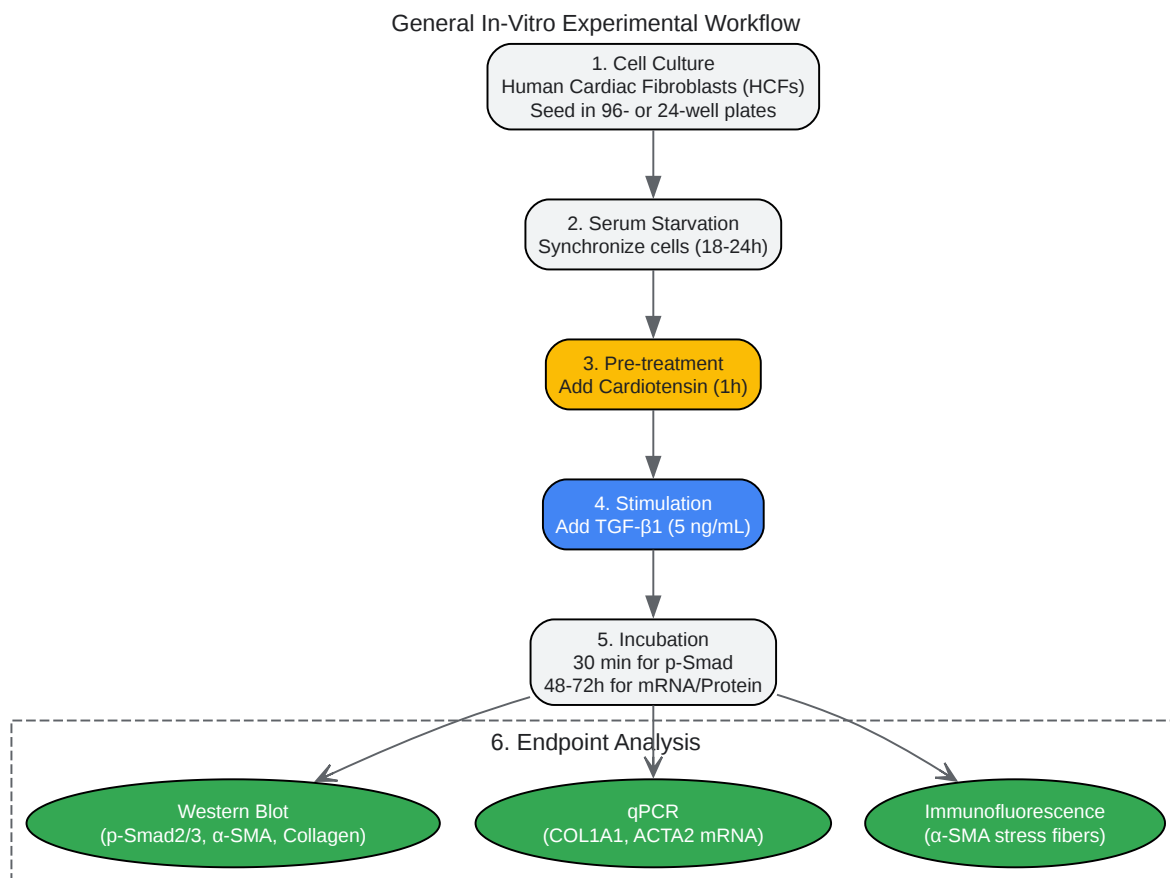 General In-Vitro Experimental Workflow
1. Cell Culture
Human Cardiac Fibroblasts (HCFs)
Seed in 96- or 24-well plates
2. Serum Starvation
Synchronize cells (18-24h)
3. Pre-treatment
Add Cardiotensin (1h)
4. Stimulation
Add TGF-β1 (5 ng/mL)
5. Incubation
30 min for p-Smad
48-72h for mRNA/Protein
6. Endpoint Analysis
Western Blot
(p-Smad2/3, α-SMA, Collagen)
qPCR
(COL1A1, ACTA2 mRNA)
Immunofluorescence
(α-SMA stress fibers)